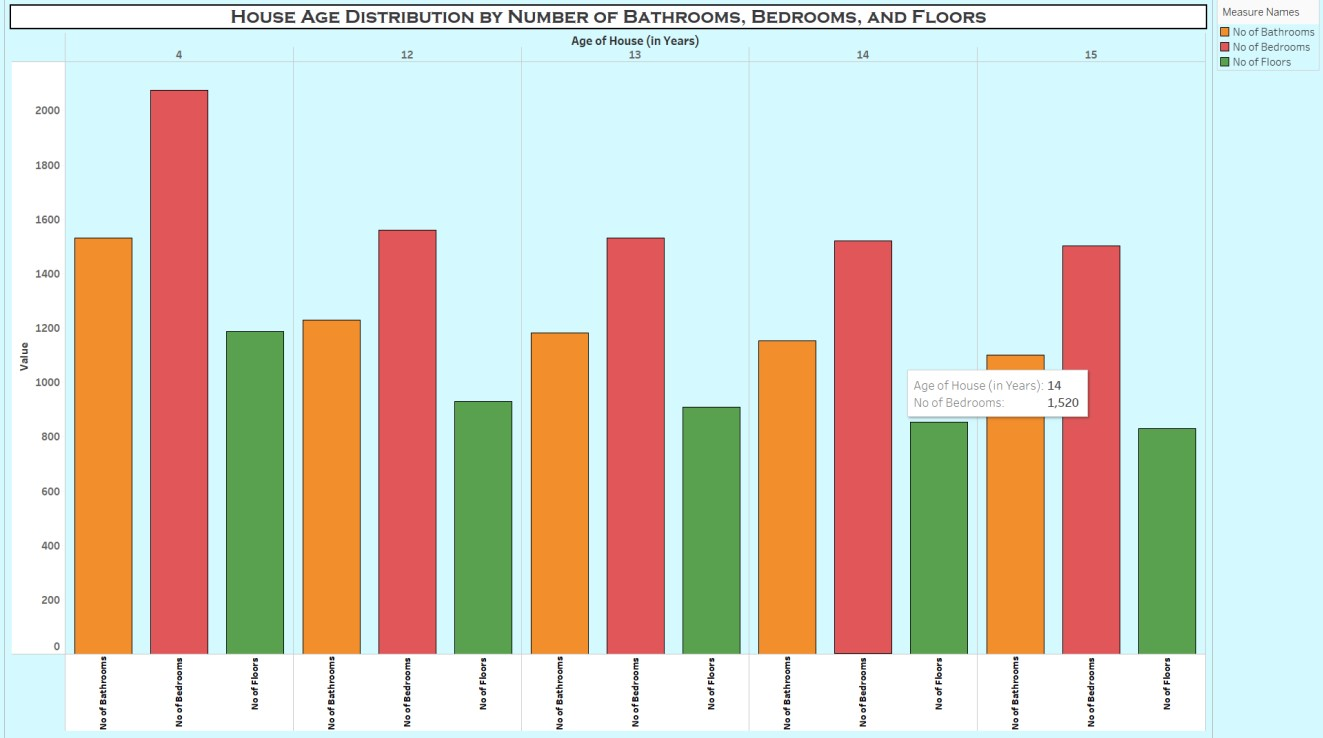 HOUSE AGE DISTRIBUTION BY NUMBER OF BATHROOMS, BEDROOMS, AND FLOORS
Measure Names
No of Bathrooms
No of Bedrooms
No of Floors
Age of House (in Years)
4 12 13 14 15
Value
2000
1800
1600
1400
1200
1000
800
600
400
200
0
Age of House (in Years): 14
No of Bedrooms: 1,520
No of Bathrooms
No of Bedrooms
No of Floors
No of Bathrooms
No of Bedrooms
No of Floors
No of Bathrooms
No of Bedrooms
No of Floors
No of Bathrooms
No of Bedrooms
No of Floors
No of Bathrooms
No of Bedrooms
No of Floors